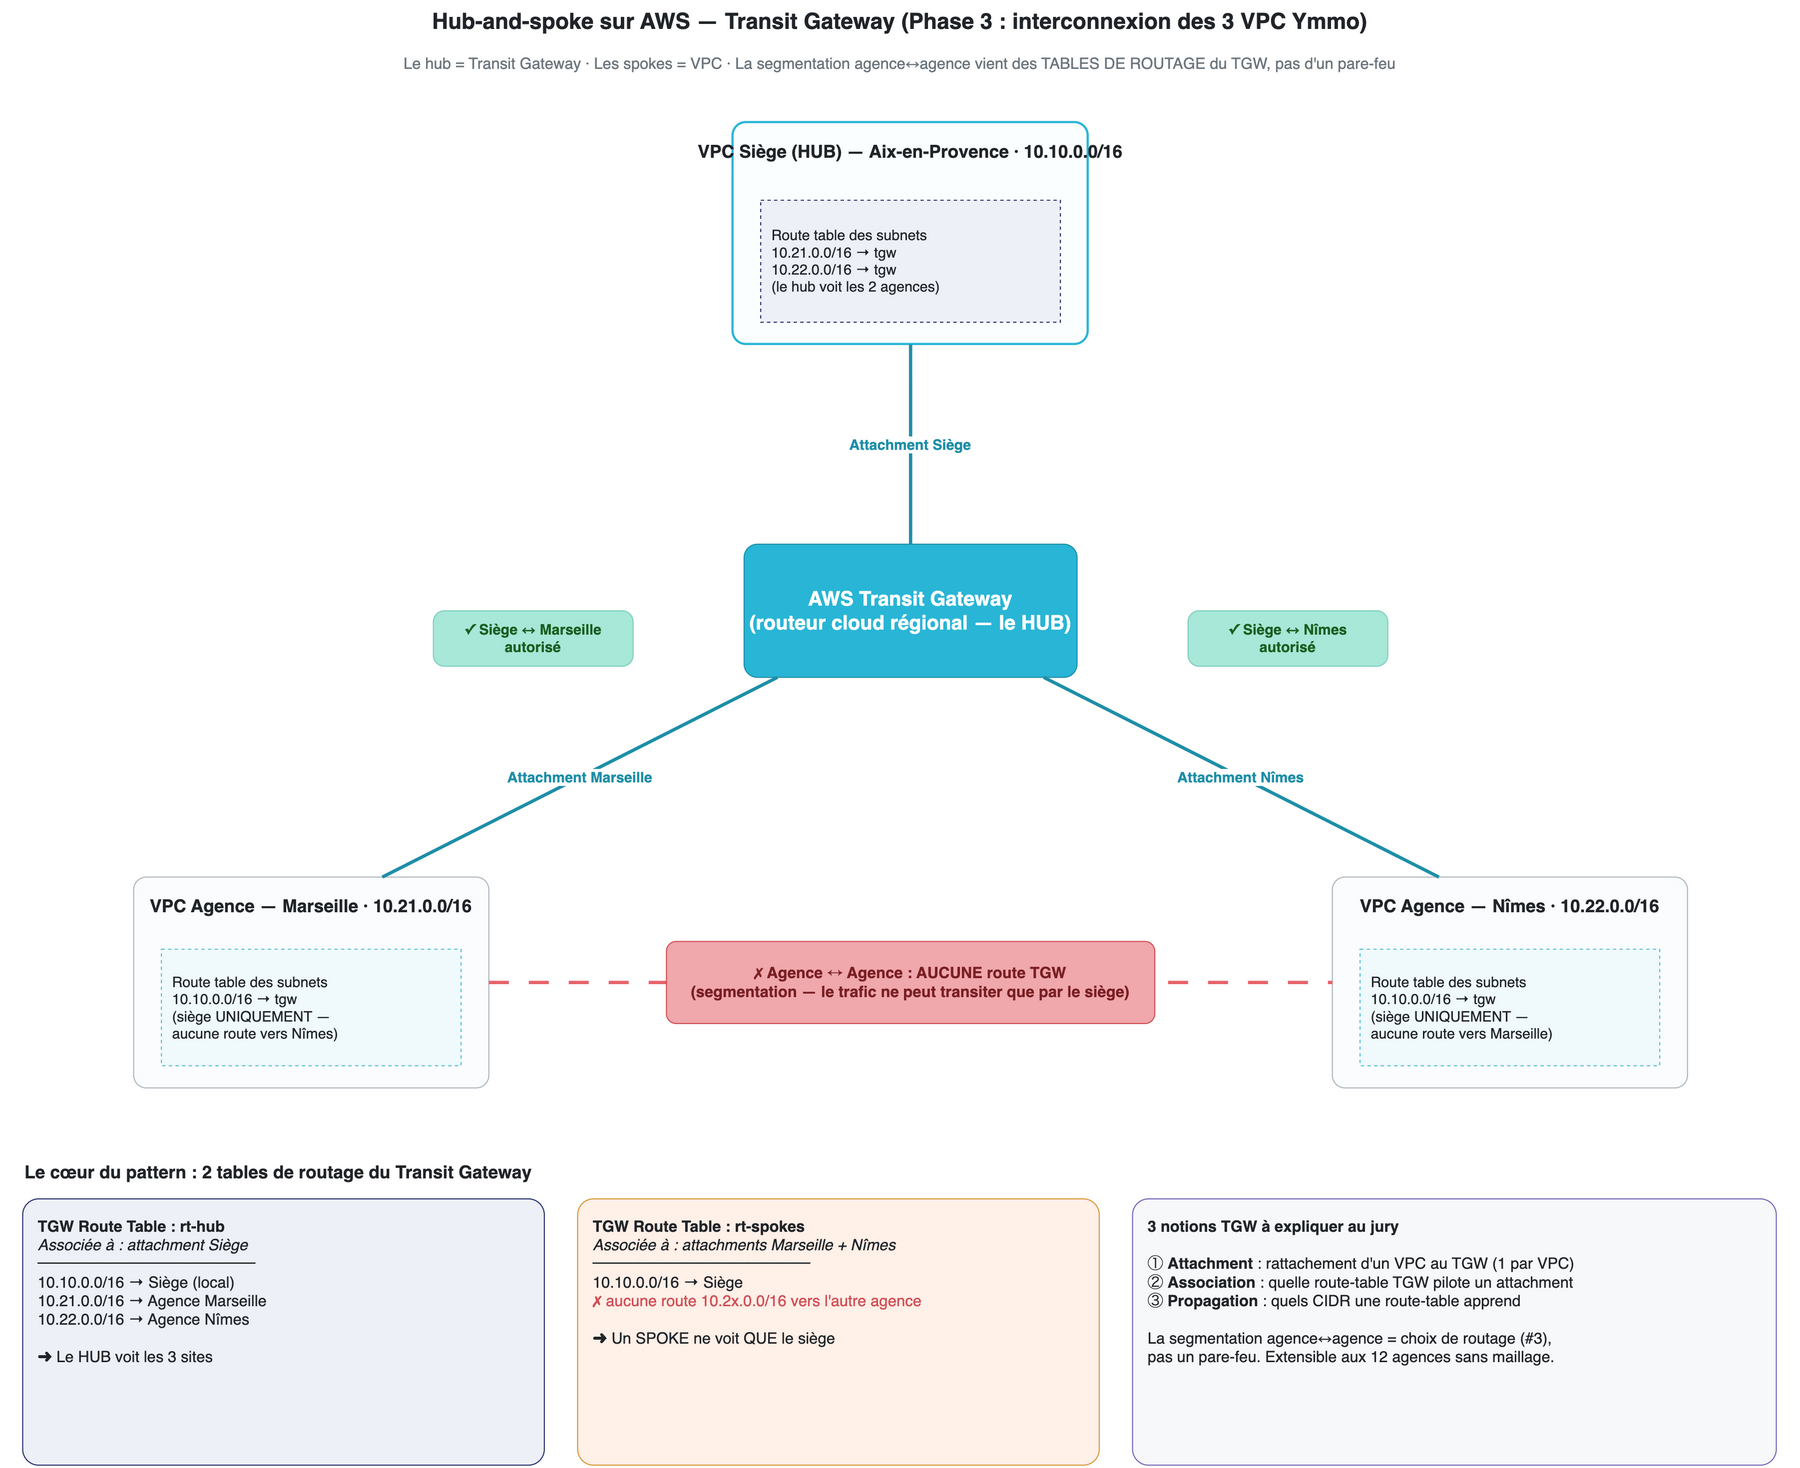 Hub-and-spoke sur AWS — Transit Gateway (Phase 3 : interconnexion des 3 VPC Ymmo)
Le hub = Transit Gateway · Les spokes = VPC · La segmentation agence↔agence vient des TABLES DE ROUTAGE du TGW, pas d'un pare-feu
VPC Siège (HUB) — Aix-en-Provence · 10.10.0.0/16
Route table des subnets
10.21.0.0/16 → tgw
10.22.0.0/16 → tgw
(le hub voit les 2 agences)
Attachment Siège
AWS Transit Gateway
(routeur cloud régional — le HUB)
✓ Siège ↔ Marseille
autorisé
✓ Siège ↔ Nîmes
autorisé
Attachment Marseille
Attachment Nîmes
VPC Agence — Marseille · 10.21.0.0/16
Route table des subnets
10.10.0.0/16 → tgw
(siège UNIQUEMENT —
aucune route vers Nîmes)
✗ Agence ↔ Agence : AUCUNE route TGW
(segmentation — le trafic ne peut transiter que par le siège)
VPC Agence — Nîmes · 10.22.0.0/16
Route table des subnets
10.10.0.0/16 → tgw
(siège UNIQUEMENT —
aucune route vers Marseille)
Le cœur du pattern : 2 tables de routage du Transit Gateway
TGW Route Table : rt-hub
Associée à : attachment Siège
10.10.0.0/16 → Siège (local)
10.21.0.0/16 → Agence Marseille
10.22.0.0/16 → Agence Nîmes
➜ Le HUB voit les 3 sites
TGW Route Table : rt-spokes
Associée à : attachments Marseille + Nîmes
10.10.0.0/16 → Siège
✗ aucune route 10.2x.0.0/16 vers l'autre agence
➜ Un SPOKE ne voit QUE le siège
3 notions TGW à expliquer au jury
① Attachment : rattachement d'un VPC au TGW (1 par VPC)
② Association : quelle route-table TGW pilote un attachment
③ Propagation : quels CIDR une route-table apprend
La segmentation agence↔agence = choix de routage (#3),
pas un pare-feu. Extensible aux 12 agences sans maillage.